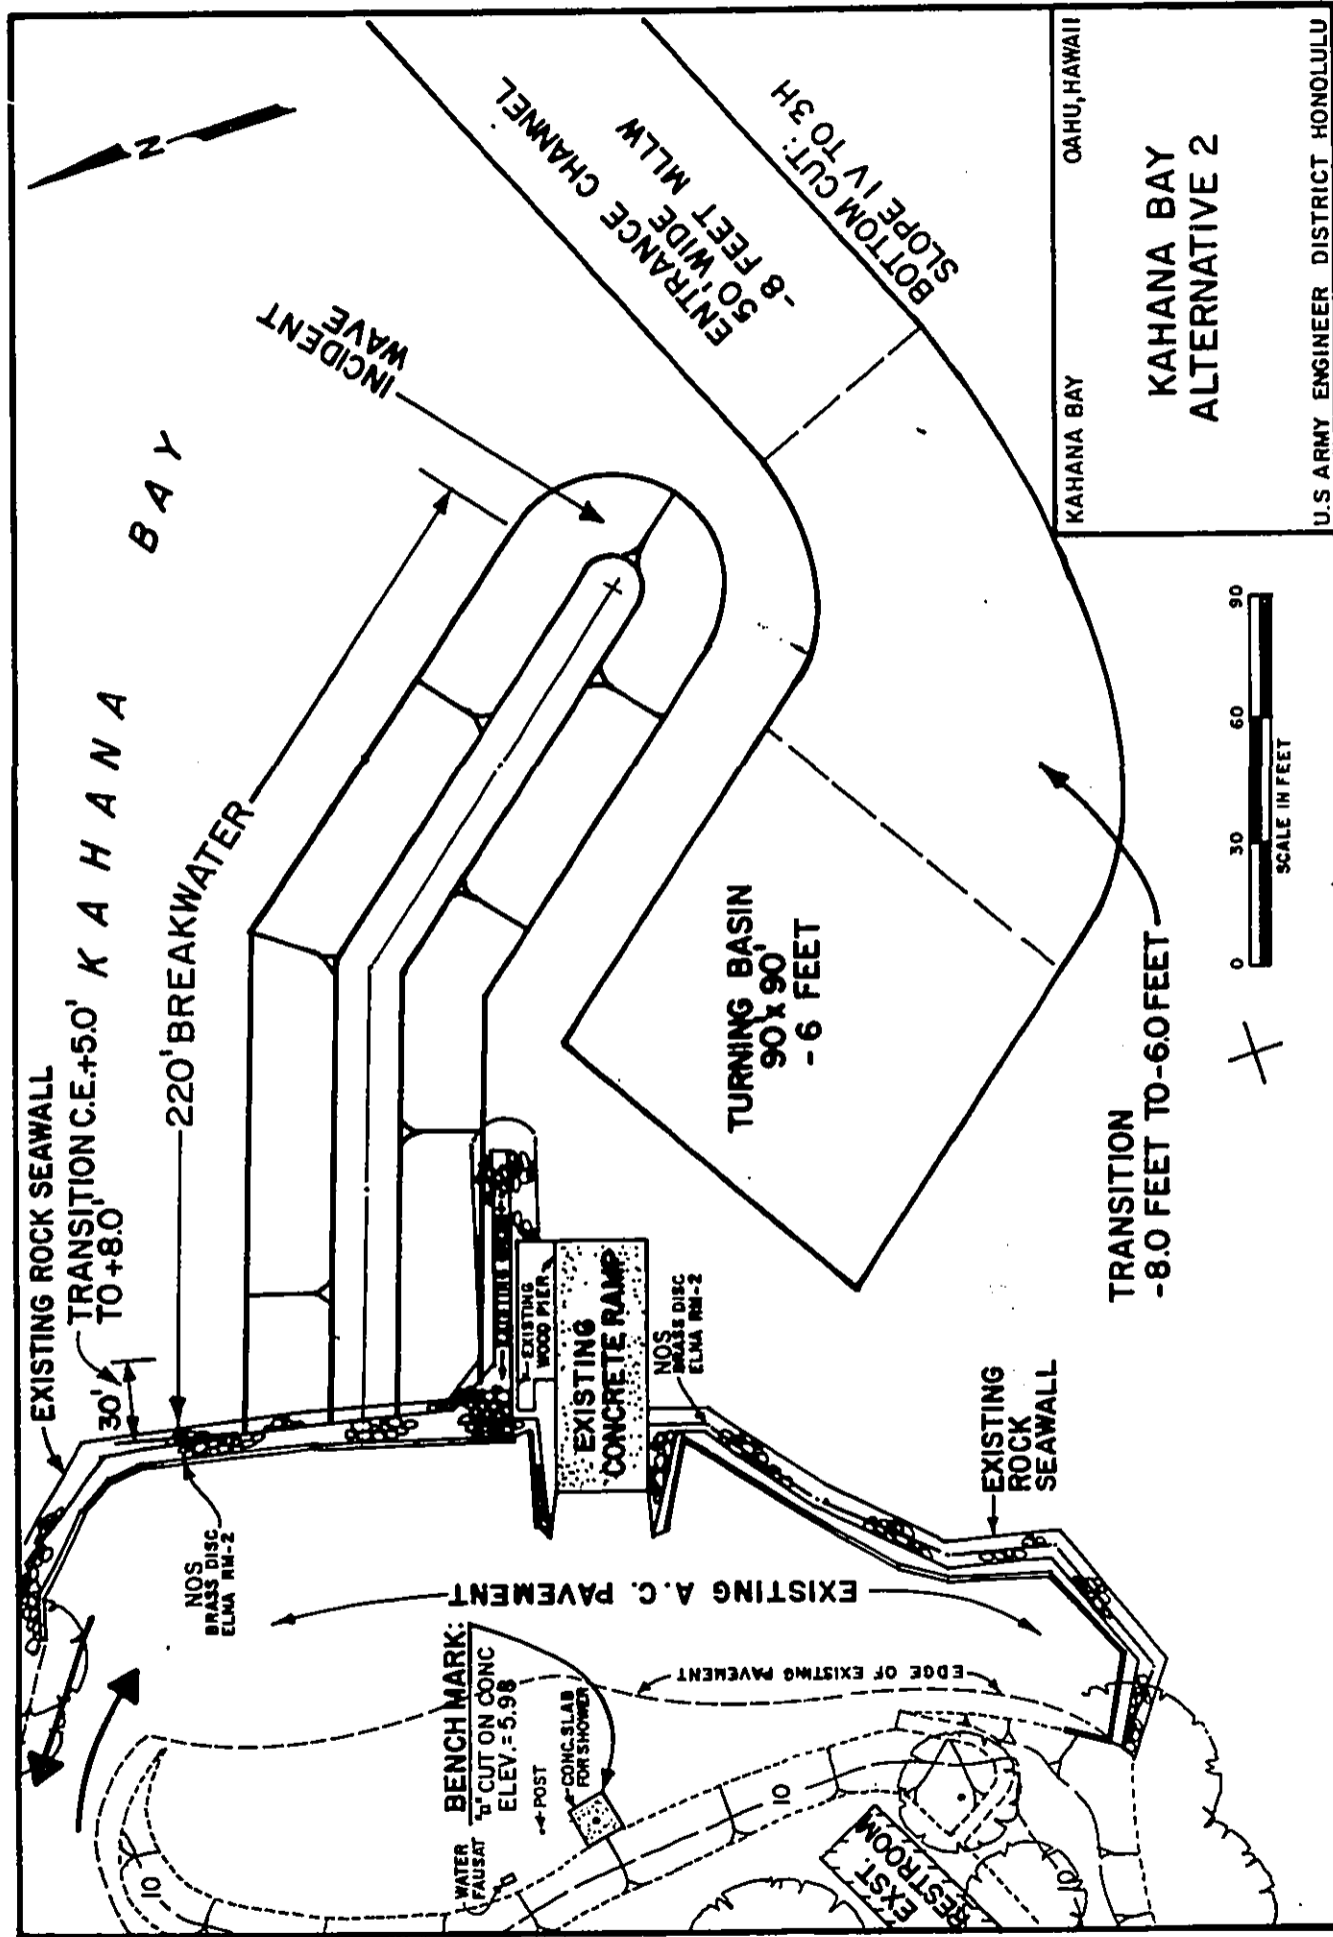 EXISTING ROCK SEAWALL
TRANSITION C.E.+5.0'
TO +8.0'
30'
220' BREAKWATER
KAHANA BAY
N
INCIDENT
WAVE
ENTRANCE CHANNEL
50' WIDE
-8 FEET MLLW
BOTTOM CUT:
SLOPE 1V TO 3H
NOS
BRASS DISC
ELNA RM-2
EXISTING
EXISTING
WOOD PIER
EXISTING
CONCRETE RAMP
NOS
BRASS DISC
ELNA RM-2
TURNING BASIN
90' X 90'
- 6 FEET
TRANSITION
-8.0 FEET TO -6.0 FEET
EXISTING
ROCK
SEAWALL
EXISTING A.C. PAVEMENT
EDGE OF EXISTING PAVEMENT
BENCH MARK:
"□" CUT ON CONC
ELEV.=5.98
WATER
FAUSAT
POST
CONC. SLAB
FOR SHOWER
EXST.
RESTROOM
10
10
10
0 30 60 90
SCALE IN FEET
KAHANA BAY OAHU, HAWAII
KAHANA BAY
ALTERNATIVE 2
U.S ARMY ENGINEER DISTRICT HONOLULU